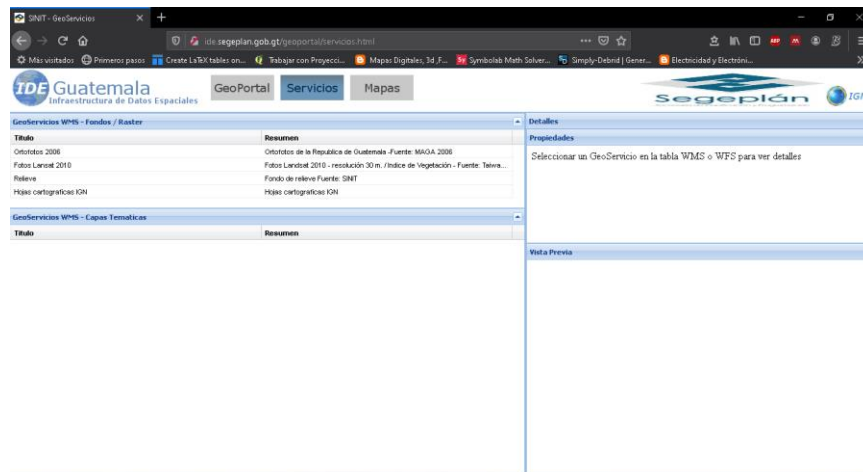 SINIT - GeoServicios
ide.segeplan.gob.gt/geoportal/servicios.html
Más visitados Primeros pasos Create LaTeX tables on... Trabajar con Proyecci... Mapas Digitales, 3d ,F... Symbolab Math Solver... Simply-Debrid | Gener... Electricidad y Electróni...
IDE Guatemala
Infraestructura de Datos Espaciales
GeoPortal Servicios Mapas
Segeplán
IGN
GeoServicios WMS - Fondos / Raster
Título Resumen
Ortofotos 2006 Ortofotos de la Republica de Guatemala -Fuente: MAGA 2006
Fotos Lansat 2010 Fotos Landsat 2010 - resolución 30 m. / Indice de Vegetación - Fuente: Taiwa...
Relieve Fondo de relieve Fuente: SINIT
Hojas cartograficas IGN Hojas cartograficas IGN
GeoServicios WMS - Capas Tematicas
Título Resumen
Detalles
Propiedades
Seleccionar un GeoServicio en la tabla WMS o WFS para ver detalles
Vista Previa